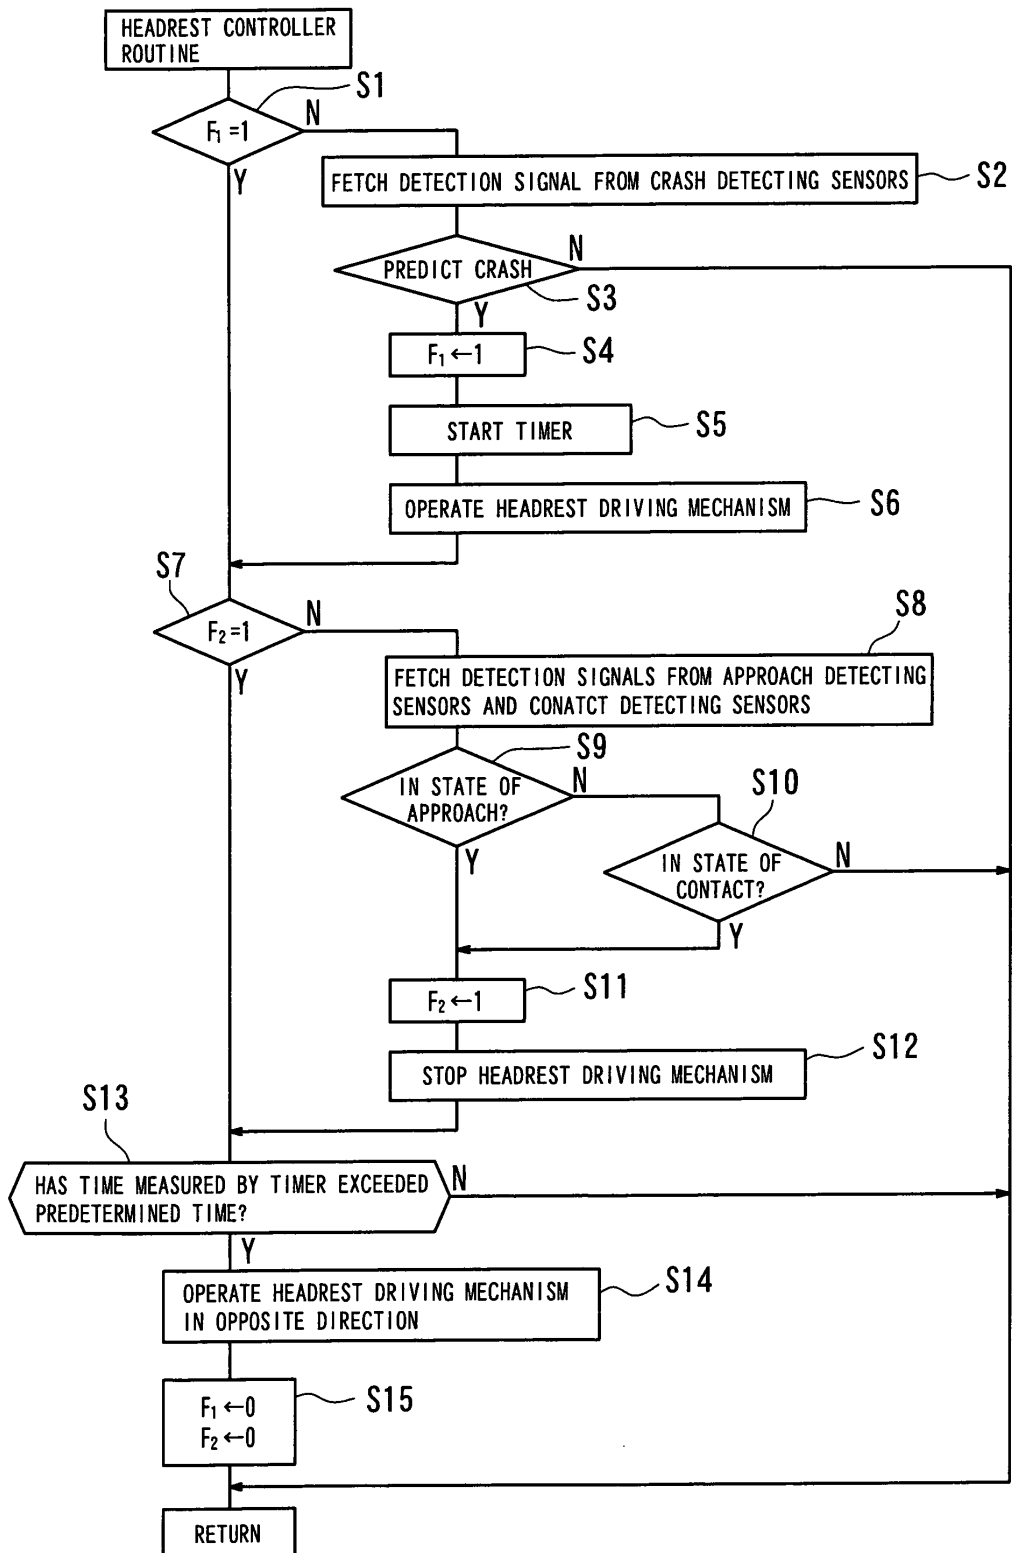 HEADREST CONTROLLER
ROUTINE
S1
F₁=1
N
Y
FETCH DETECTION SIGNAL FROM CRASH DETECTING SENSORS
S2
PREDICT CRASH
N
S3
Y
F₁←1
S4
START TIMER
S5
OPERATE HEADREST DRIVING MECHANISM
S6
S7
F₂=1
N
Y
S8
FETCH DETECTION SIGNALS FROM APPROACH DETECTING
SENSORS AND CONATCT DETECTING SENSORS
S9
IN STATE OF
APPROACH?
N
Y
S10
IN STATE OF
CONTACT?
N
Y
F₂←1
S11
STOP HEADREST DRIVING MECHANISM
S12
S13
HAS TIME MEASURED BY TIMER EXCEEDED
PREDETERMINED TIME?
N
Y
OPERATE HEADREST DRIVING MECHANISM
IN OPPOSITE DIRECTION
S14
F₁←0
F₂←0
S15
RETURN